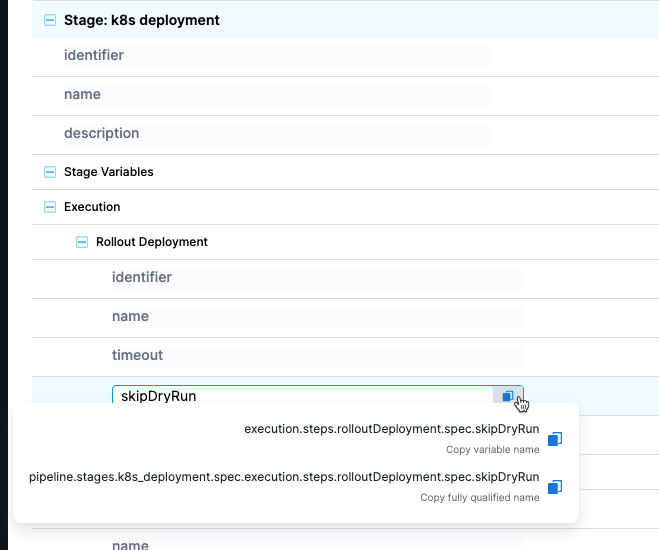 Stage: k8s deployment
identifier
name
description
Stage Variables
Execution
Rollout Deployment
identifier
name
timeout
skipDryRun
execution.steps.rolloutDeployment.spec.skipDryRun
Copy variable name
pipeline.stages.k8s_deployment.spec.execution.steps.rolloutDeployment.spec.skipDryRun
Copy fully qualified name
name